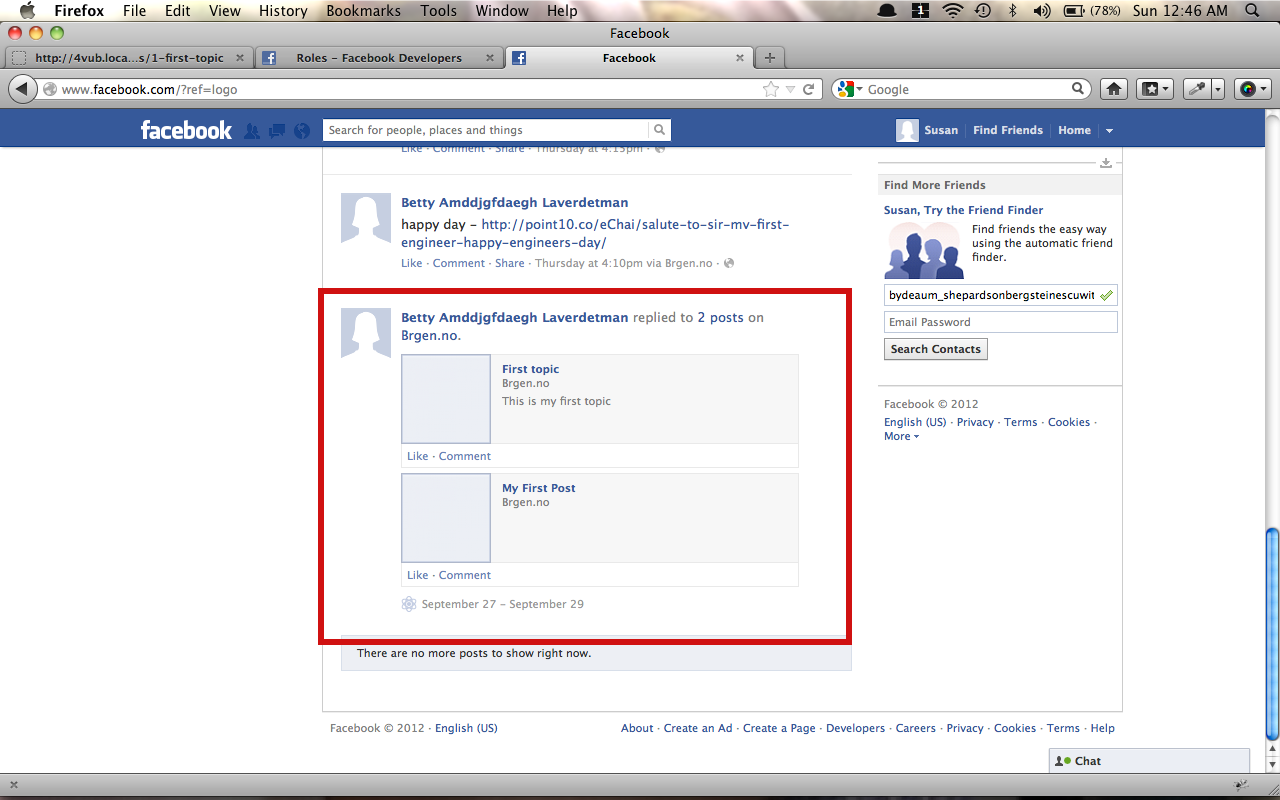 Firefox File Edit View History Bookmarks Tools Window Help 1 (78%) Sun 12:46 AM
Facebook
http://4vub.loca...s/1-first-topic Roles – Facebook Developers Facebook
www.facebook.com/?ref=logo Google
facebook Search for people, places and things Susan Find Friends Home
Like · Comment · Share · Thursday at 4:15pm ·
Betty Amddjgfdaegh Laverdetman
happy day – http://point10.co/eChai/salute-to-sir-mv-first-
engineer-happy-engineers-day/
Like · Comment · Share · Thursday at 4:10pm via Brgen.no ·
Betty Amddjgfdaegh Laverdetman replied to 2 posts on
Brgen.no.
First topic
Brgen.no
This is my first topic
Like · Comment
My First Post
Brgen.no
Like · Comment
September 27 – September 29
There are no more posts to show right now.
Find More Friends
Susan, Try the Friend Finder
Find friends the easy way
using the automatic friend
finder.
bydeaum_shepardsonbergsteinescuwit
Email Password
Search Contacts
Facebook © 2012
English (US) · Privacy · Terms · Cookies ·
More
Facebook © 2012 · English (US) About · Create an Ad · Create a Page · Developers · Careers · Privacy · Cookies · Terms · Help
Chat